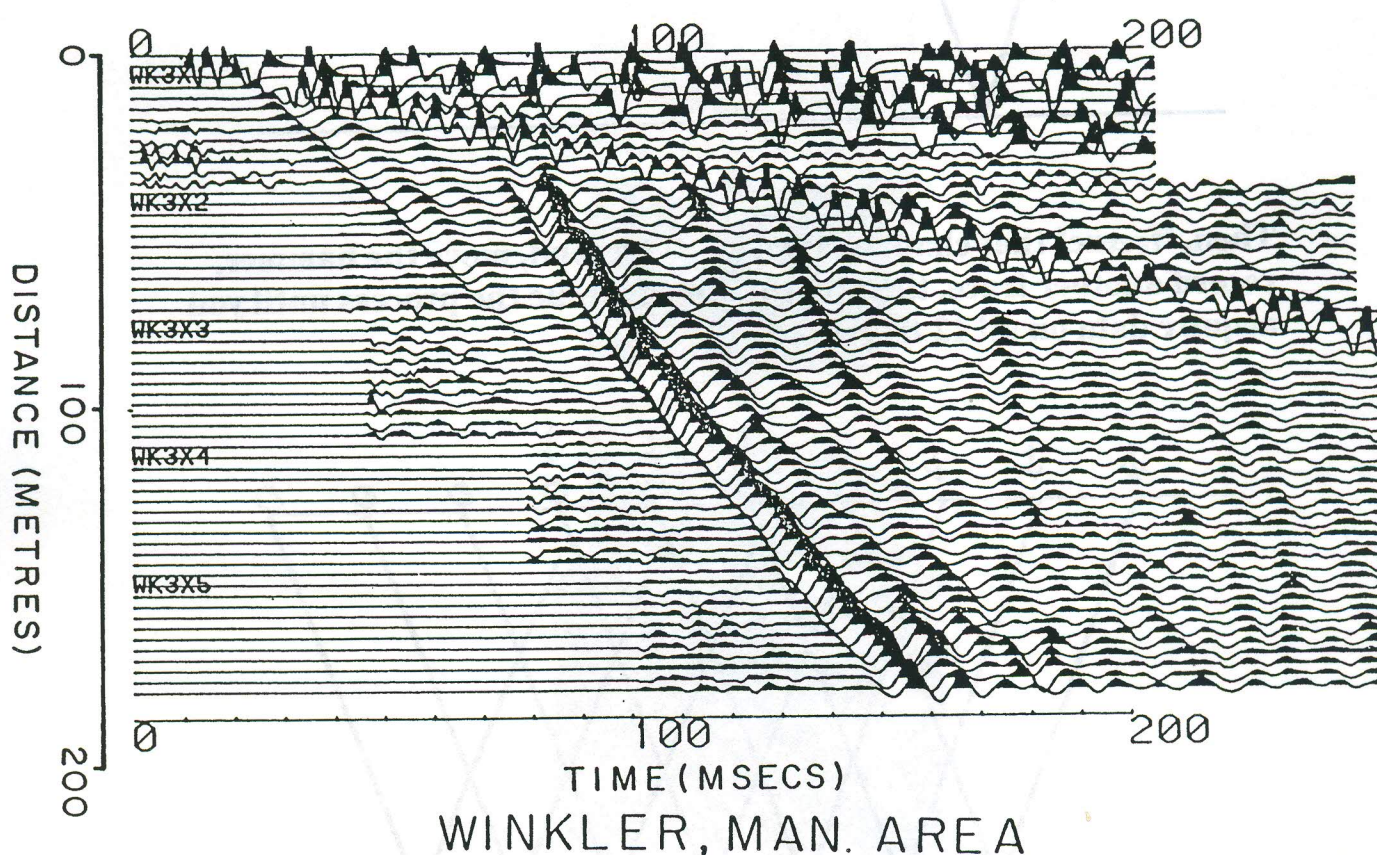 0 100 200
0
WK3X1
WK3X2
WK3X3
100
WK3X4
WK3X5
200
DISTANCE (METRES)
0 100 200
TIME (MSECS)
WINKLER, MAN. AREA